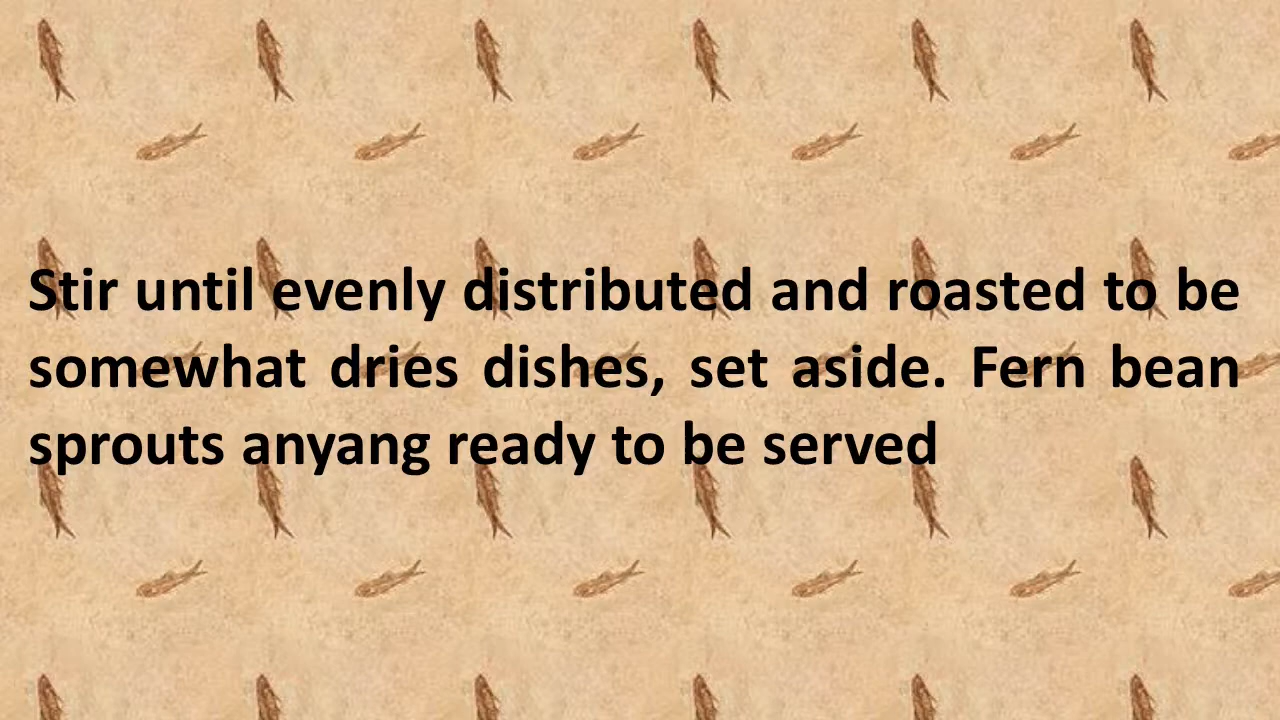 Stir until evenly distributed and roasted to be
somewhat dries dishes, set aside. Fern bean
sprouts anyang ready to be served